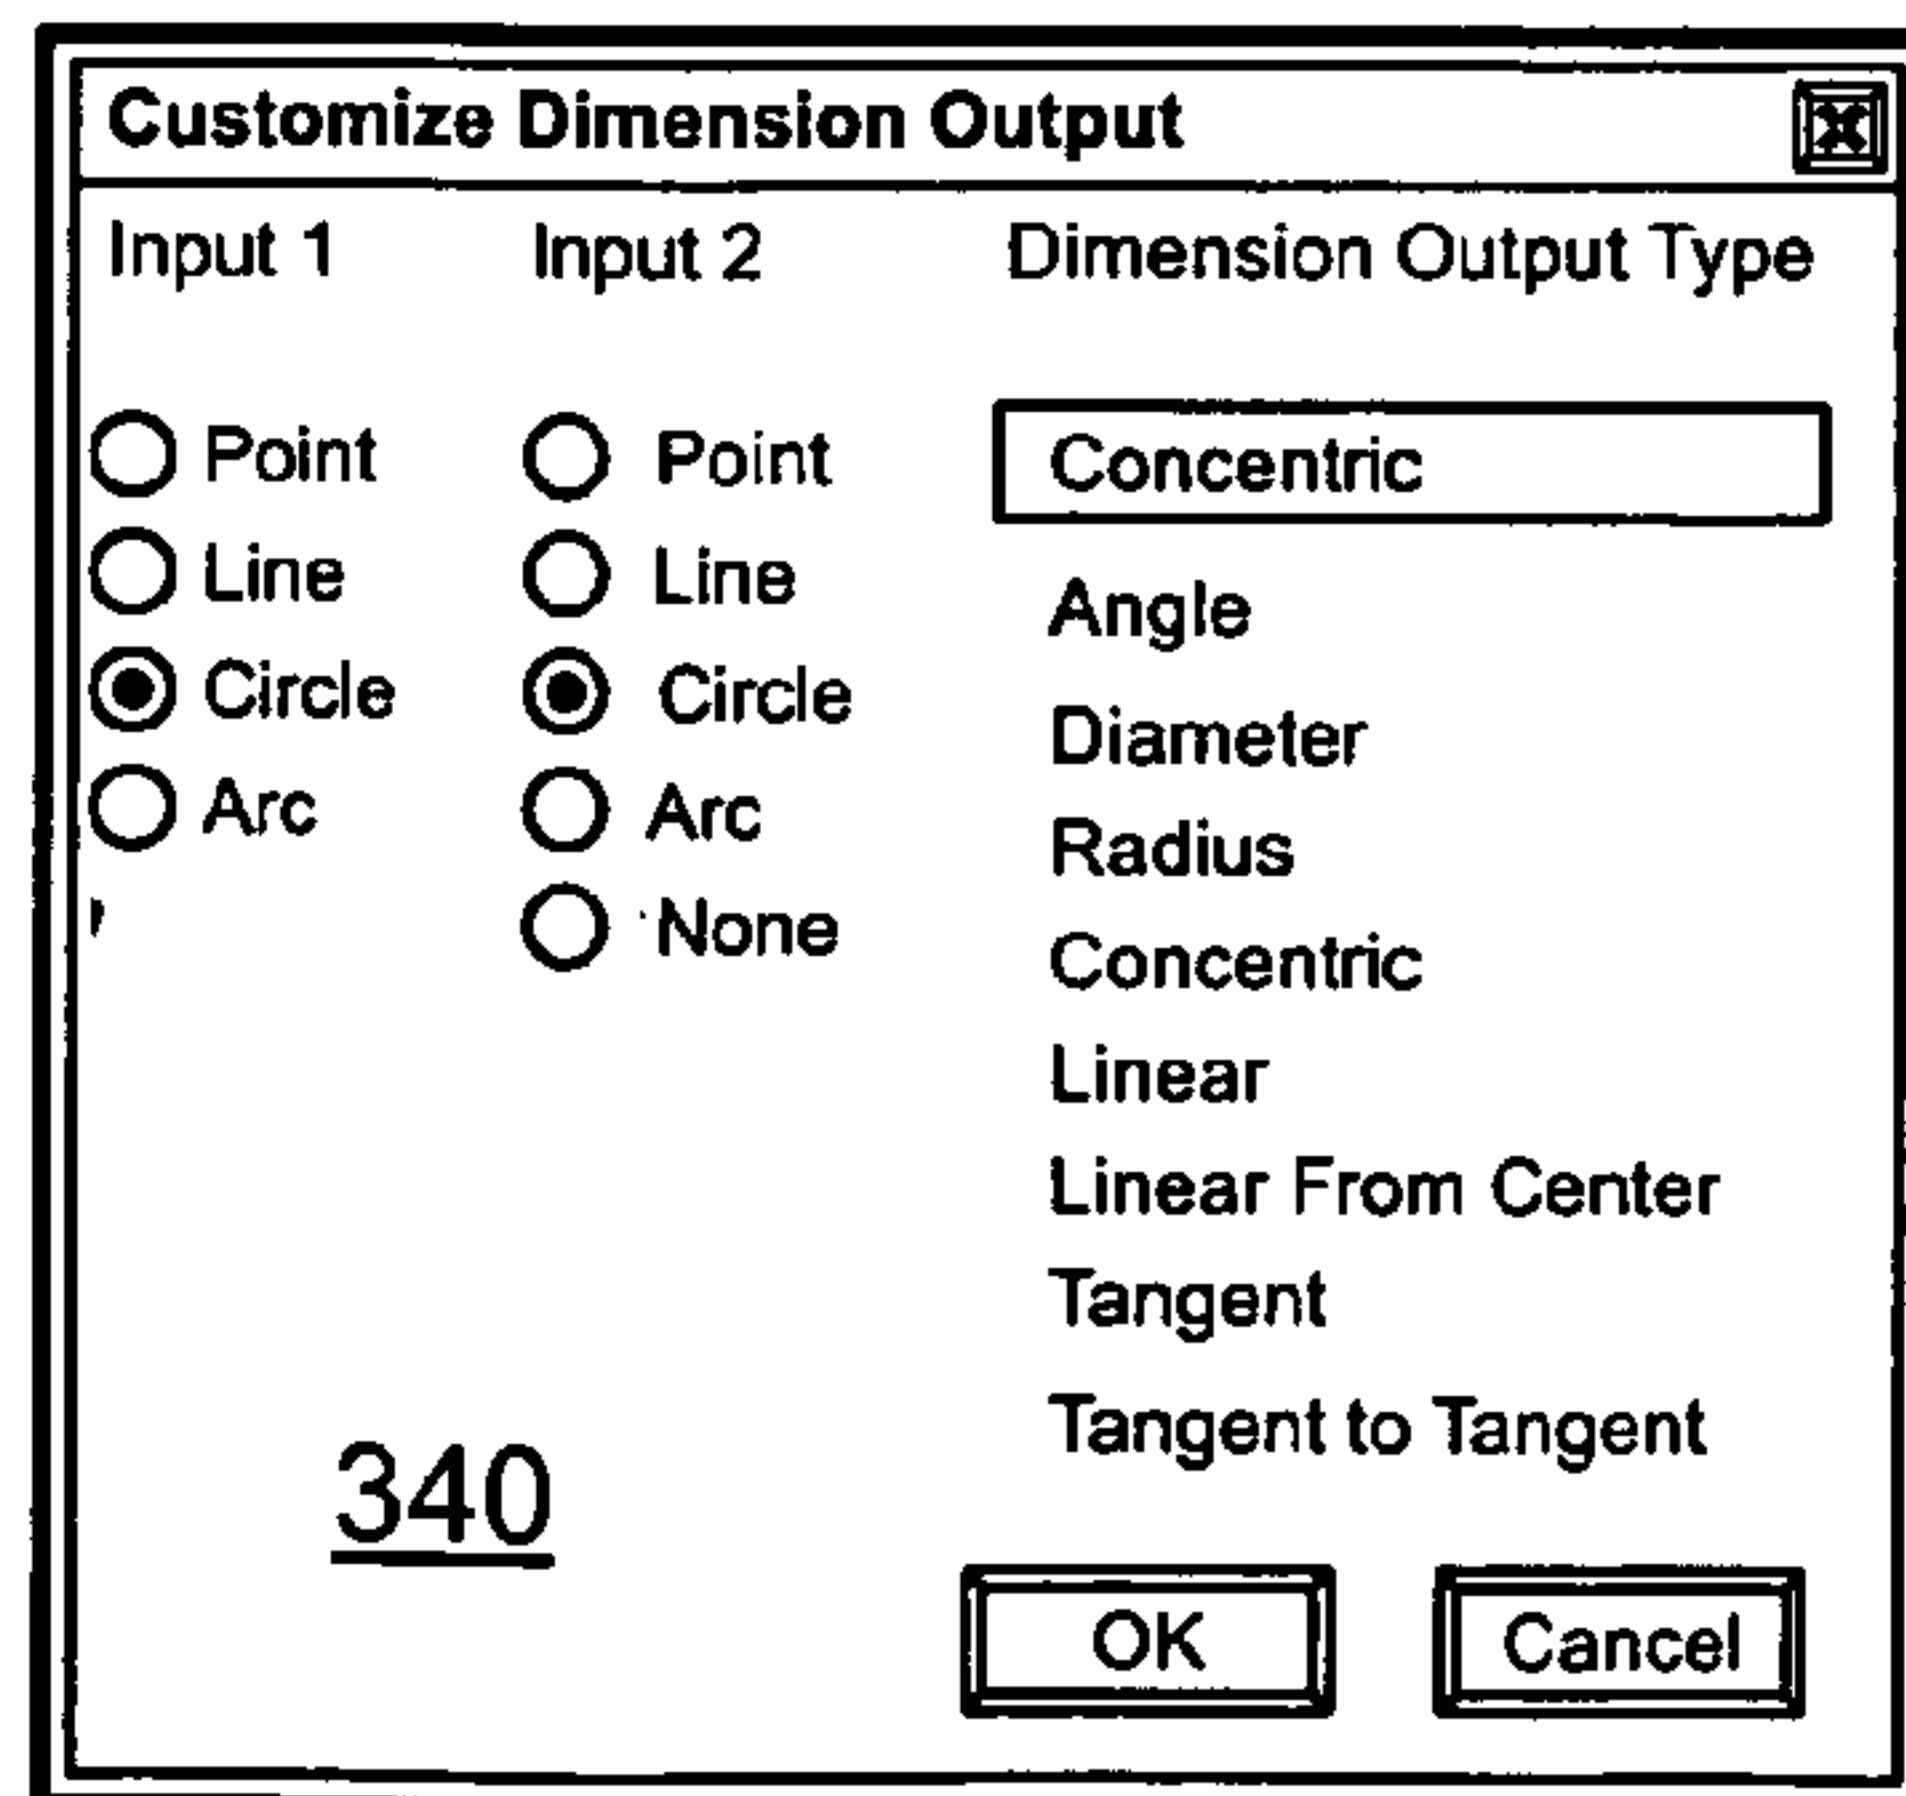 Customize Dimension Output
Input 1 Input 2 Dimension Output Type
Point Point Concentric
Line Line Angle
Circle Circle Diameter
Arc Arc Radius
None Concentric
Linear
Linear From Center
Tangent
Tangent to Tangent
340
OK Cancel